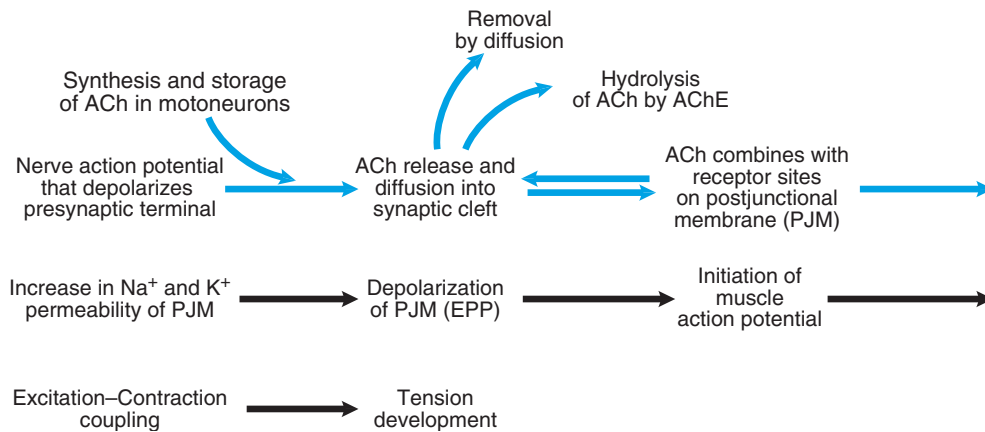 Removal
by diffusion
Synthesis and storage
of ACh in motoneurons
Hydrolysis
of ACh by AChE
Nerve action potential
that depolarizes
presynaptic terminal
ACh release and
diffusion into
synaptic cleft
ACh combines with
receptor sites
on postjunctional
membrane (PJM)
Increase in Na⁺ and K⁺
permeability of PJM
Depolarization
of PJM (EPP)
Initiation of
muscle
action potential
Excitation–Contraction
coupling
Tension
development